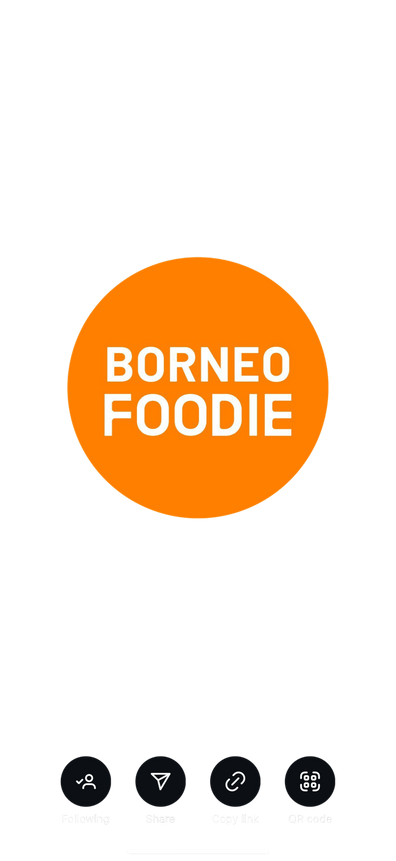 BORNEO
FOODIE
Following
Share
Copy link
QR code